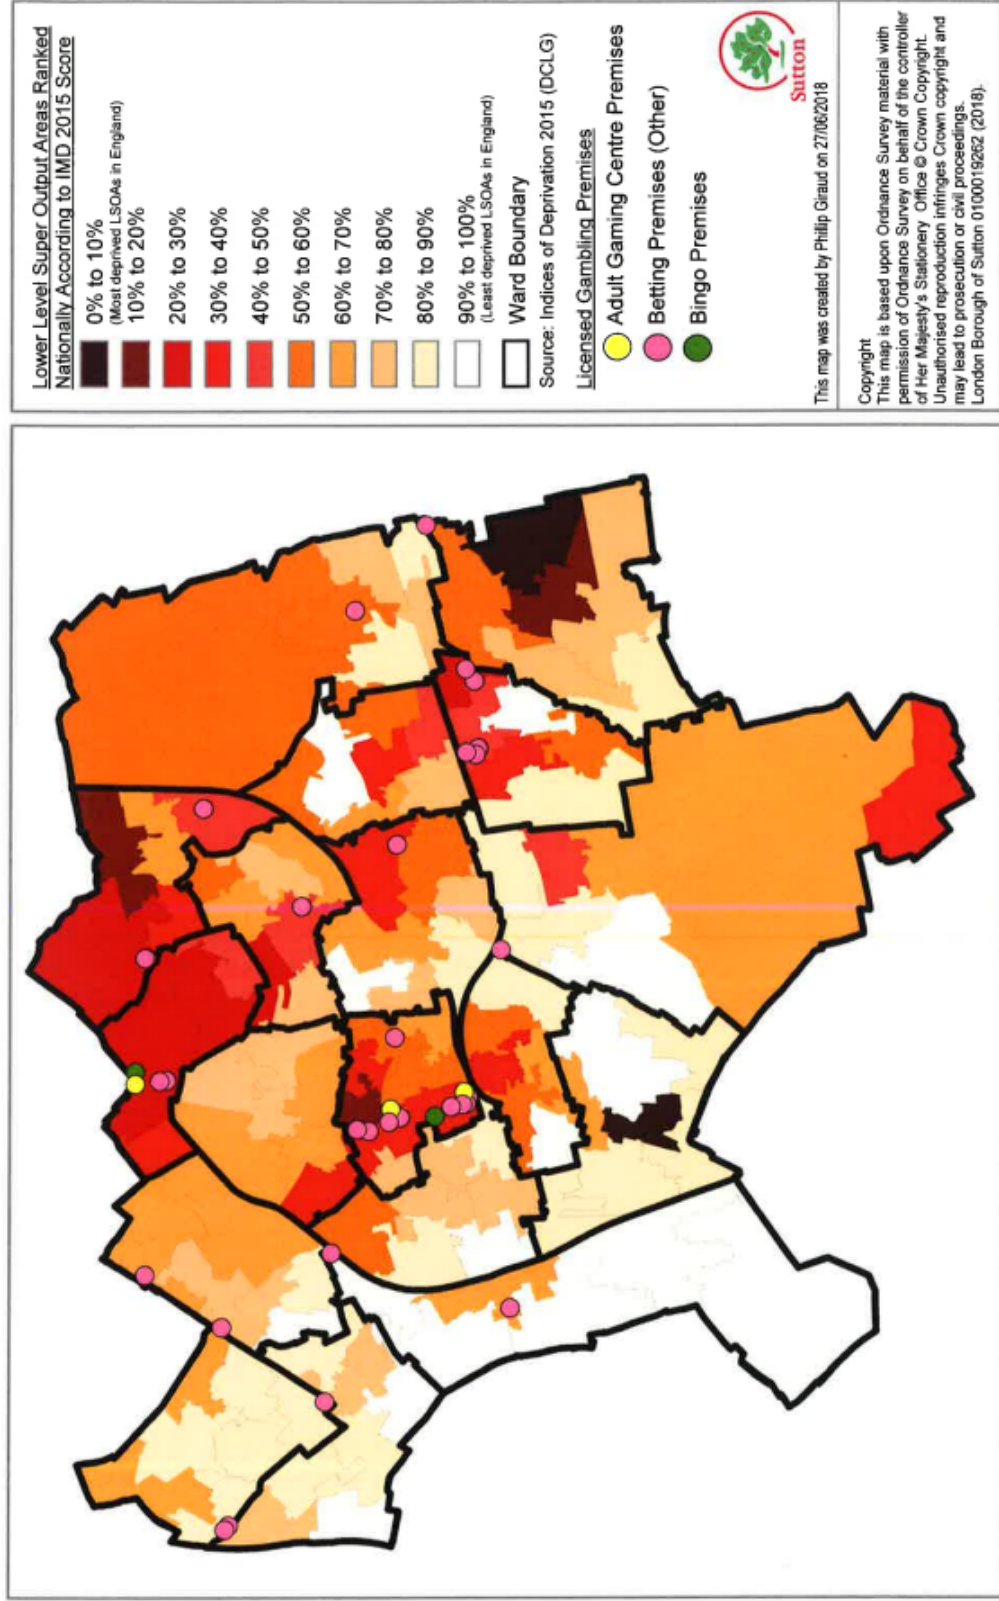 Lower Level Super Output Areas Ranked
Nationally According to IMD 2015 Score
0% to 10%
(Most deprived LSOAs in England)
10% to 20%
20% to 30%
30% to 40%
40% to 50%
50% to 60%
60% to 70%
70% to 80%
80% to 90%
90% to 100%
(Least deprived LSOAs in England)
Ward Boundary
Source: Indices of Deprivation 2015 (DCLG)
Licensed Gambling Premises
Adult Gaming Centre Premises
Betting Premises (Other)
Bingo Premises
Sutton
This map was created by Phillip Giraud on 27/06/2018
Copyright
This map is based upon Ordnance Survey material with
permission of Ordnance Survey on behalf of the controller
of Her Majesty's Stationery Office © Crown Copyright.
Unauthorised reproduction infringes Crown copyright and
may lead to prosecution or civil proceedings.
London Borough of Sutton 0100019262 (2018).